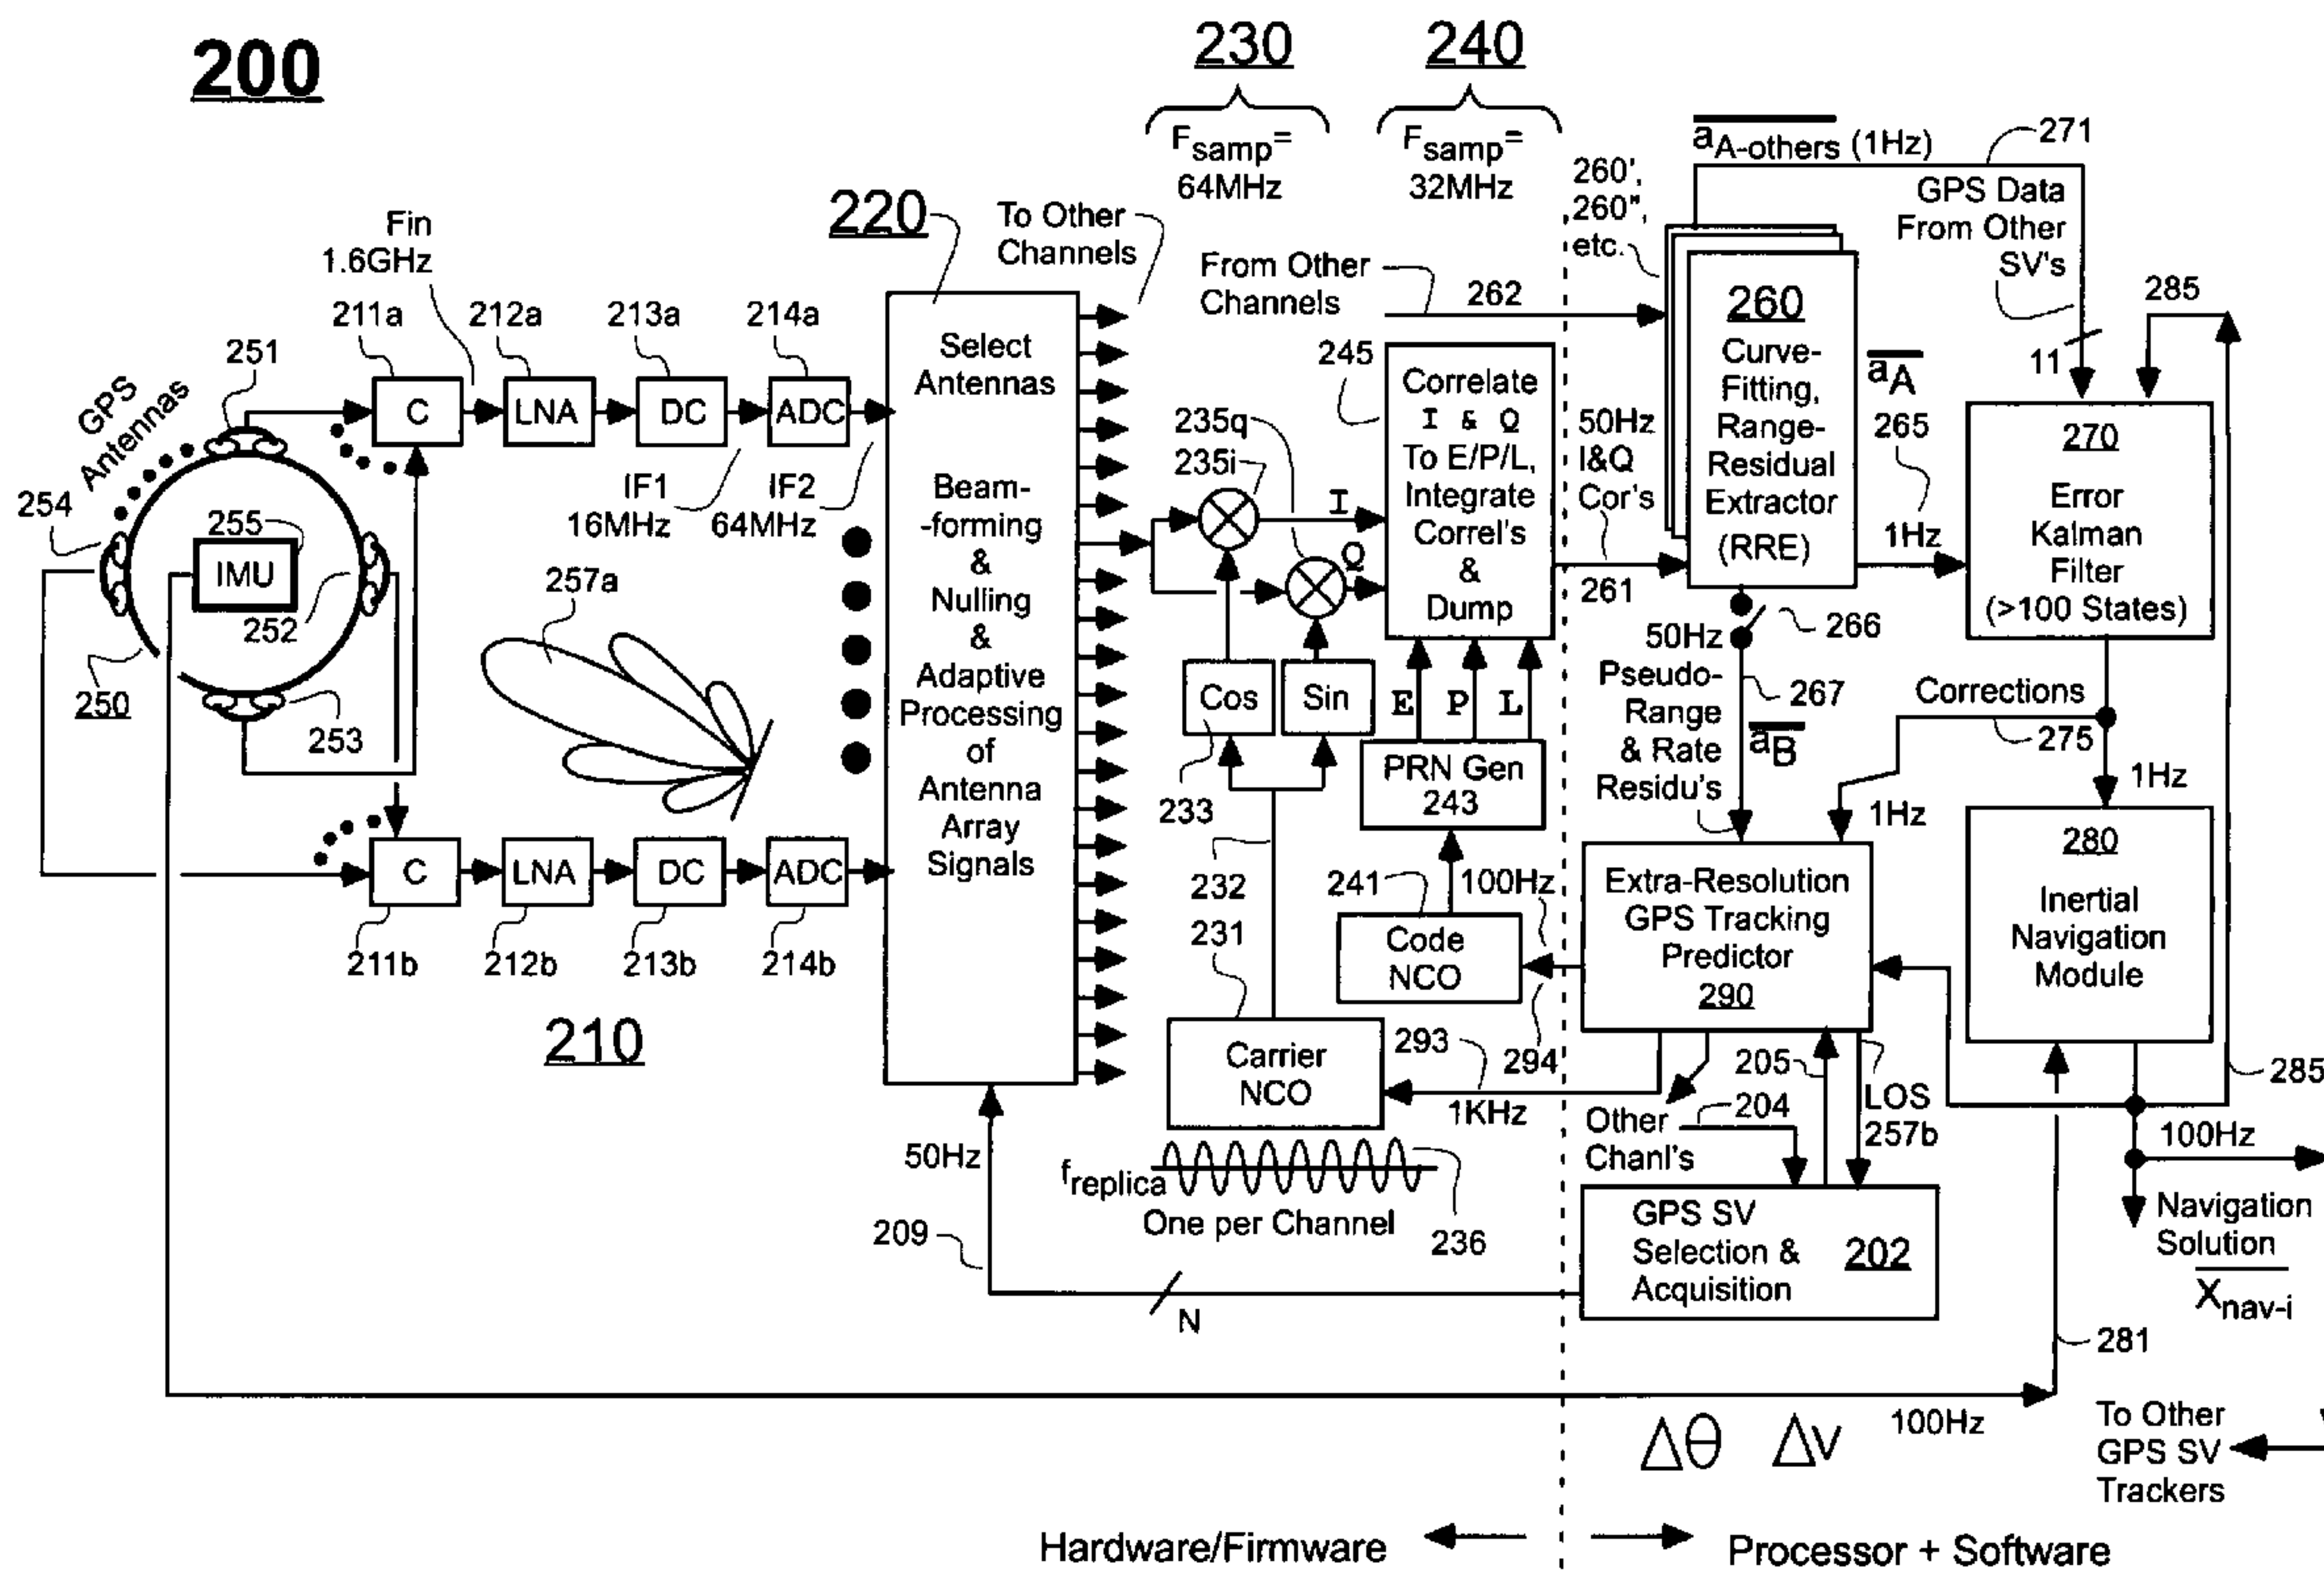 200
230
240
Fsamp=
64MHz
Fsamp=
32MHz
aA-others (1Hz)
271
260',
260",
etc.
GPS Data
From Other
SV's
11
285
220
To Other
Channels
From Other
Channels
262
Fin
1.6GHz
211a
212a
213a
214a
C
LNA
DC
ADC
IF1
16MHz
IF2
64MHz
GPS
Antennas
251
254
255
IMU
252
250
253
257a
C
LNA
DC
ADC
211b
212b
213b
214b
210
Select
Antennas
Beam-
-forming
&
Nulling
&
Adaptive
Processing
of
Antenna
Array
Signals
235q
235i
I
Q
245
Correlate
I & Q
To E/P/L,
Integrate
Correl's
&
Dump
50Hz
I&Q
Cor's
261
260
Curve-
Fitting,
Range-
Residual
Extractor
(RRE)
aA
265
1Hz
270
Error
Kalman
Filter
(>100 States)
Cos
Sin
E P L
233
232
231
PRN Gen
243
241
100Hz
Code
NCO
294
Carrier
NCO
293
1KHz
freplica
One per Channel
236
266
50Hz
Pseudo-
Range
& Rate
Residu's
267
aB
Corrections
275
1Hz
1Hz
Extra-Resolution
GPS Tracking
Predictor
290
280
Inertial
Navigation
Module
205
LOS
257b
204
Other
Chanl's
285
100Hz
GPS SV
Selection &
Acquisition
202
Navigation
Solution
Xnav-i
50Hz
209
N
281
100Hz
Δθ ΔV
To Other
GPS SV
Trackers
Hardware/Firmware
Processor + Software